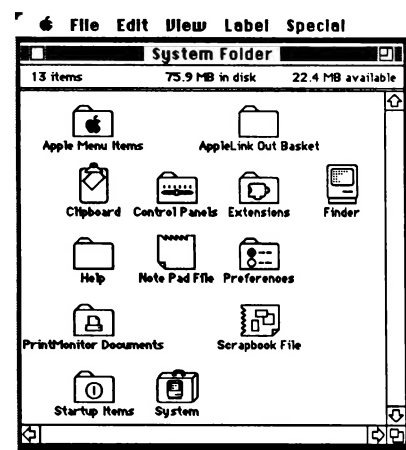 File Edit View Label Special
System Folder
13 items 75.9 MB in disk 22.4 MB available
Apple Menu Items AppleLink Out Basket
Clipboard Control Panels Extensions Finder
Help Note Pad File Preferences
PrintMonitor Documents Scrapbook File
Startup Items System